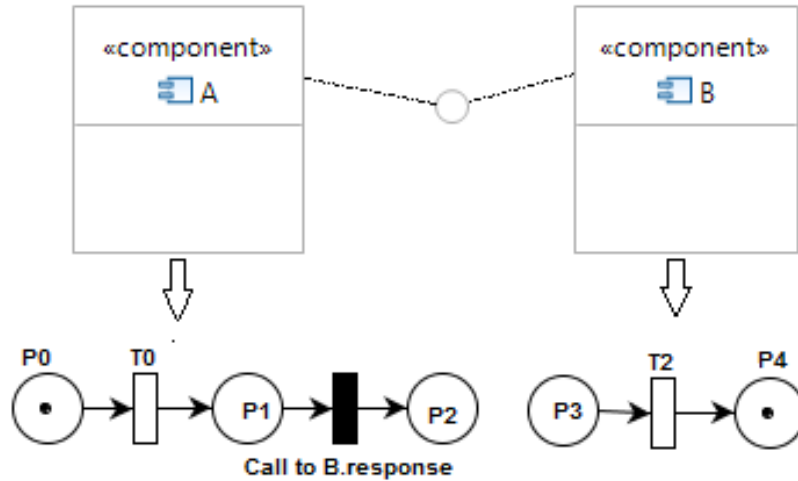 «component»
A
«component»
B
P0
T0
P1
P2
Call to B.response
P3
T2
P4